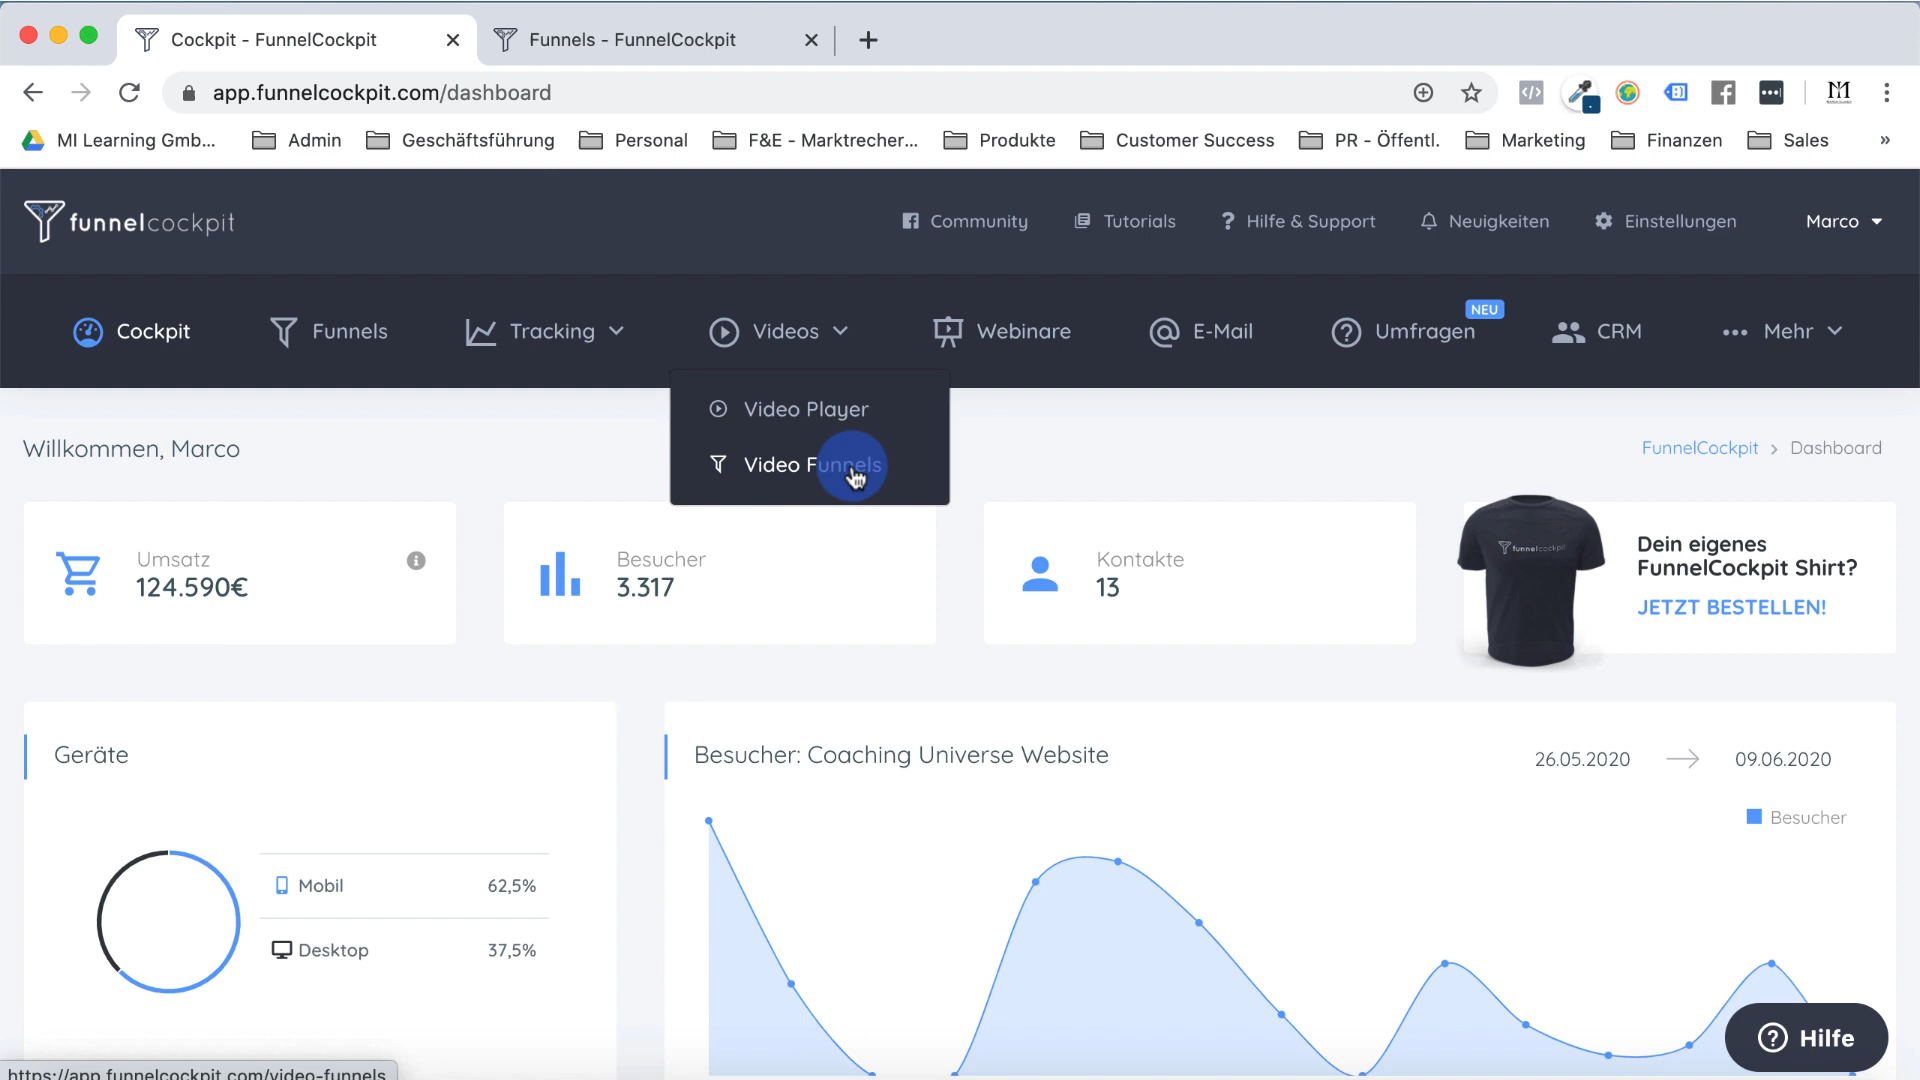 Cockpit - FunnelCockpit
Funnels - FunnelCockpit
app.funnelcockpit.com/dashboard
MI Learning Gmb...
Admin
Geschäftsführung
Personal
F&E - Marktrecher...
Produkte
Customer Success
PR - Öffentl.
Marketing
Finanzen
Sales
»
funnelcockpit
Community
Tutorials
Hilfe & Support
Neuigkeiten
Einstellungen
Marco
Cockpit
Funnels
Tracking
Videos
Webinare
E-Mail
Umfragen
NEU
CRM
Mehr
Video Player
Video Funnels
Willkommen, Marco
FunnelCockpit > Dashboard
Umsatz
124.590€
Besucher
3.317
Kontakte
13
funnelcockpit
Dein eigenes
FunnelCockpit Shirt?
JETZT BESTELLEN!
Geräte
Mobil 62,5%
Desktop 37,5%
Besucher: Coaching Universe Website
26.05.2020
09.06.2020
Besucher
Hilfe
https://app.funnelcockpit.com/video-funnels